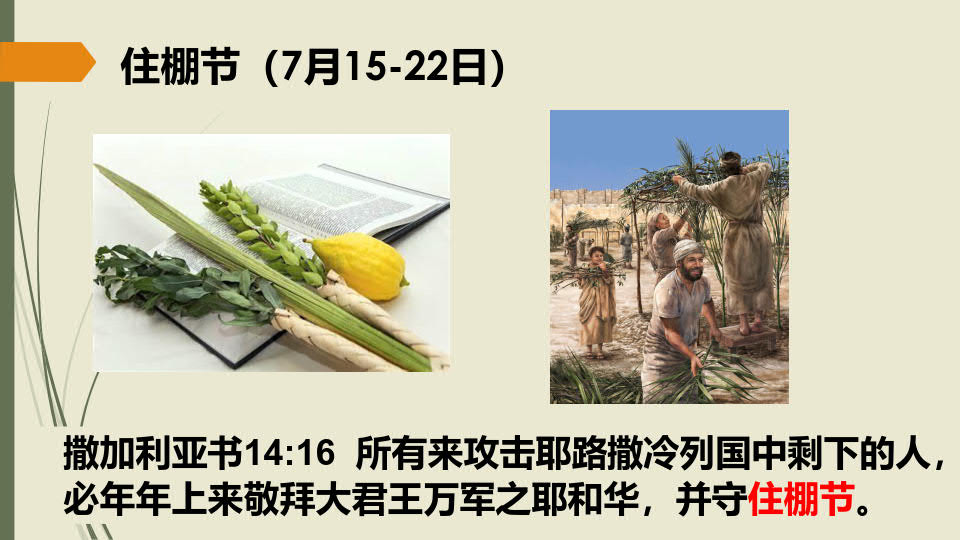 住棚节（7月15-22日）
撒加利亚书14:16  所有来攻击耶路撒冷列国中剩下的人，
必年年上来敬拜大君王万军之耶和华，并守住棚节。